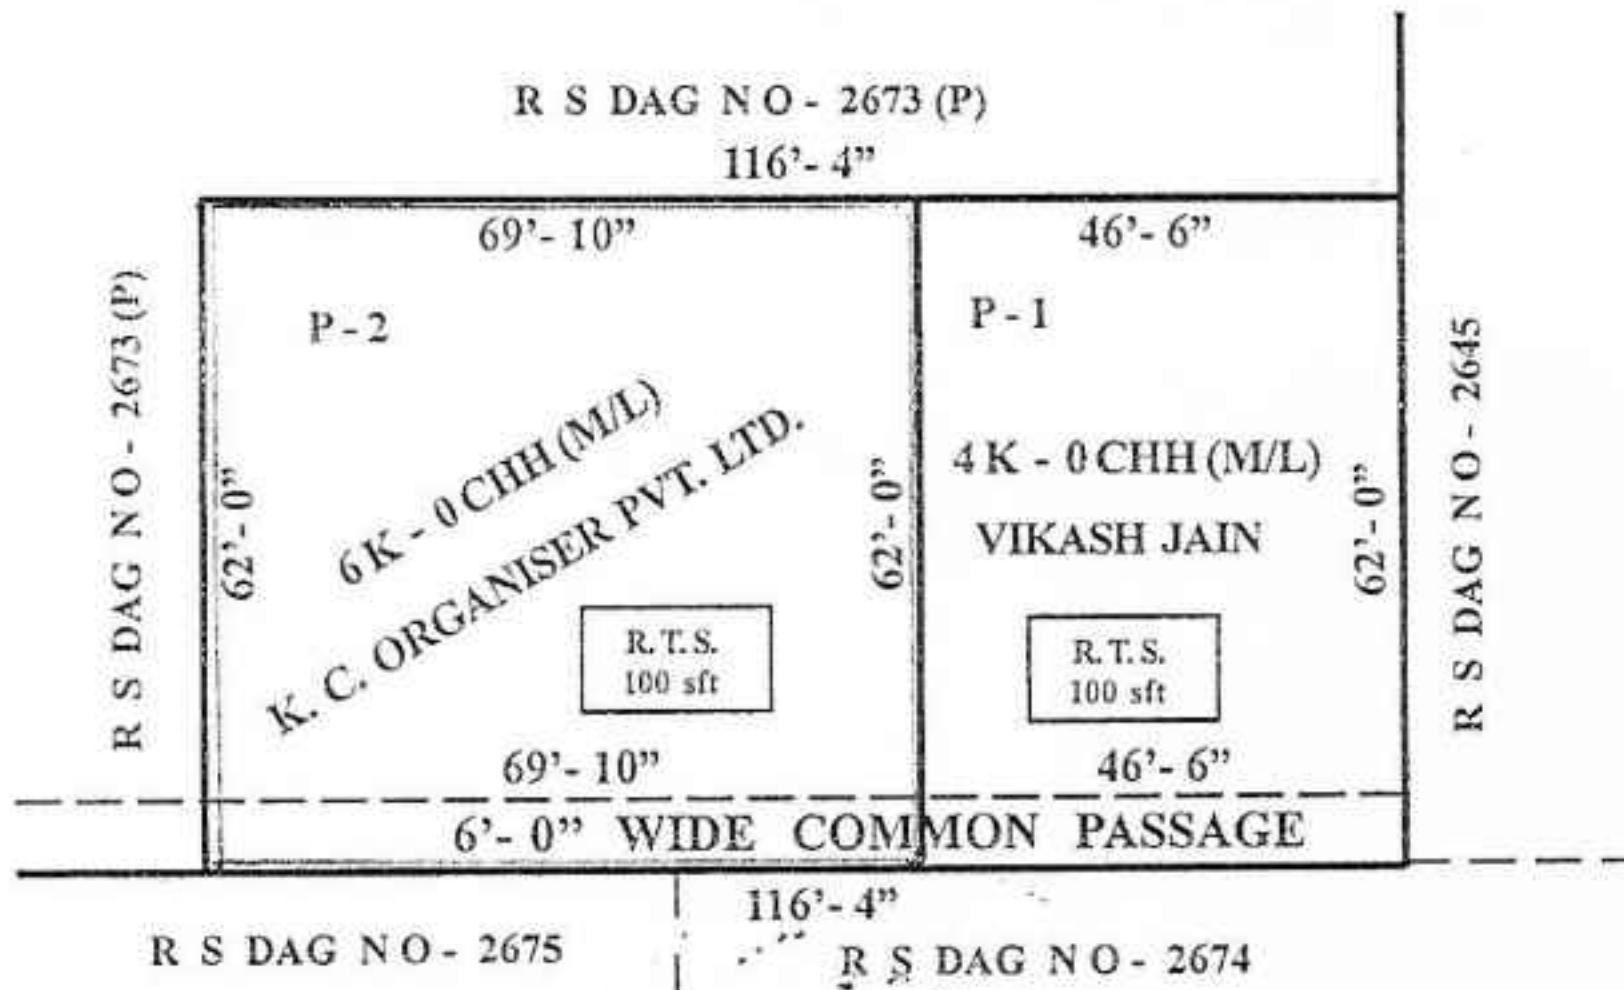 R S DAG NO - 2673 (P)
116’- 4”
69’- 10”
46’- 6”
P - 2
P - 1
R S DAG NO - 2673 (P)
62’- 0”
6 K - 0 CHH (M/L)
K. C. ORGANISER PVT. LTD.
62’- 0”
4 K - 0 CHH (M/L)
VIKASH JAIN
62’- 0”
R S DAG NO - 2645
R.T.S.
100 sft
R.T.S.
100 sft
69’- 10”
46’- 6”
6’- 0” WIDE COMMON PASSAGE
116’- 4”
R S DAG NO - 2675
R S DAG NO - 2674